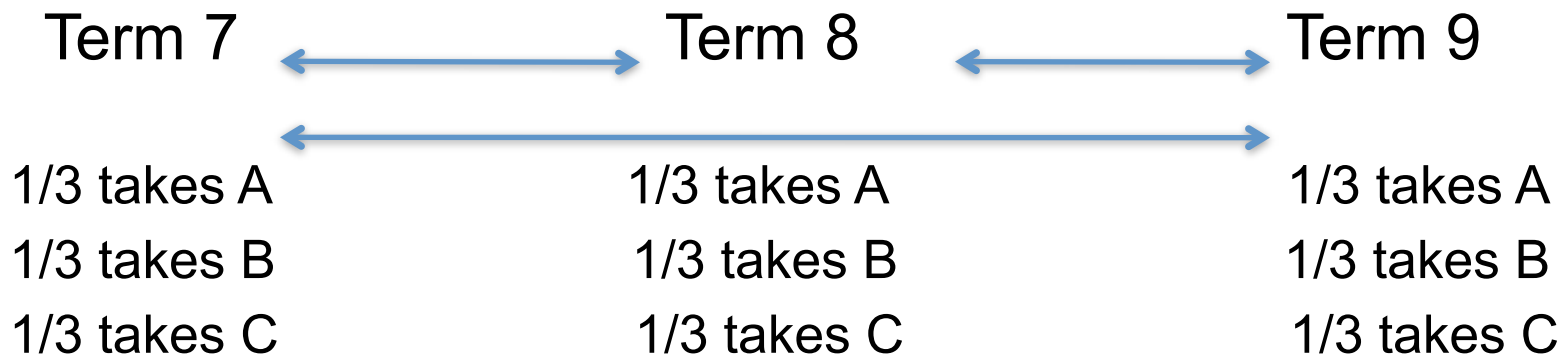 Term 7 Term 8 Term 9
1/3 takes A 1/3 takes A 1/3 takes A
1/3 takes B 1/3 takes B 1/3 takes B
1/3 takes C 1/3 takes C 1/3 takes C